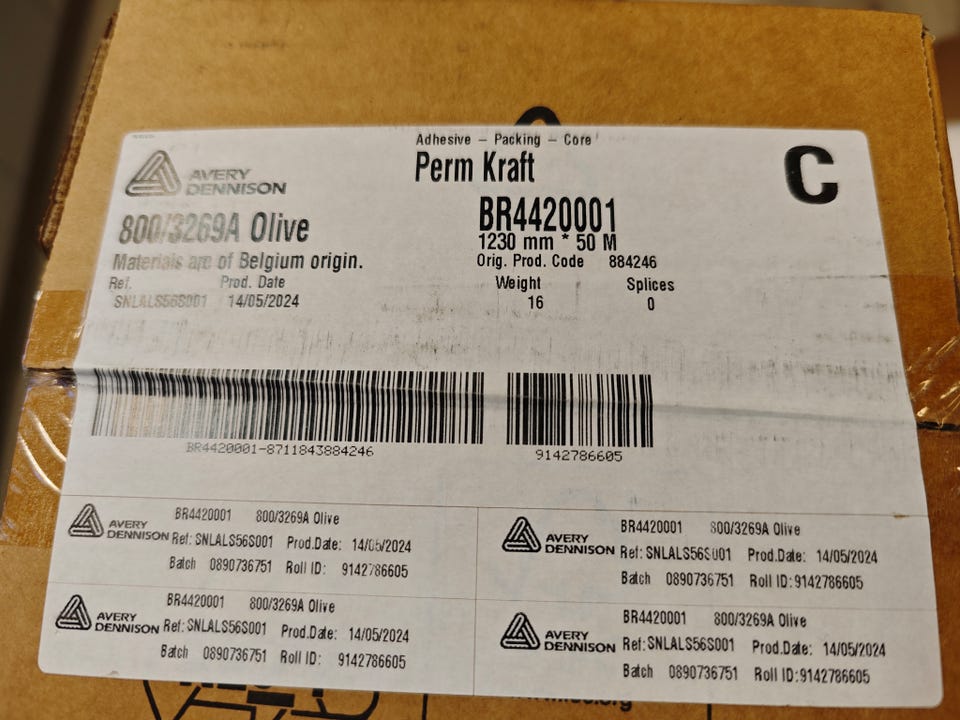 Adhesive – Packing – Core
Perm Kraft
C
AVERY
DENNISON
800/3269A Olive
BR4420001
1230 mm * 50 M
Materials are of Belgium origin.
Orig. Prod. Code 884246
Ref. Prod. Date
Weight Splices
SNLALS56S001 14/05/2024
16 0
BR4420001-8711843884246
9142786605
AVERY
DENNISON
BR4420001 800/3269A Olive
Ref: SNLALS56S001 Prod.Date: 14/05/2024
Batch 0890736751 Roll ID: 9142786605
AVERY
DENNISON
BR4420001 800/3269A Olive
Ref: SNLALS56S001 Prod.Date: 14/05/2024
Batch 0890736751 Roll ID:9142786605
AVERY
DENNISON
BR4420001 800/3269A Olive
Ref: SNLALS56S001 Prod.Date: 14/05/2024
Batch 0890736751 Roll ID: 9142786605
AVERY
DENNISON
BR4420001 800/3269A Olive
Ref: SNLALS56S001 Prod.Date: 14/05/2024
Batch 0890736751 Roll ID:9142786605